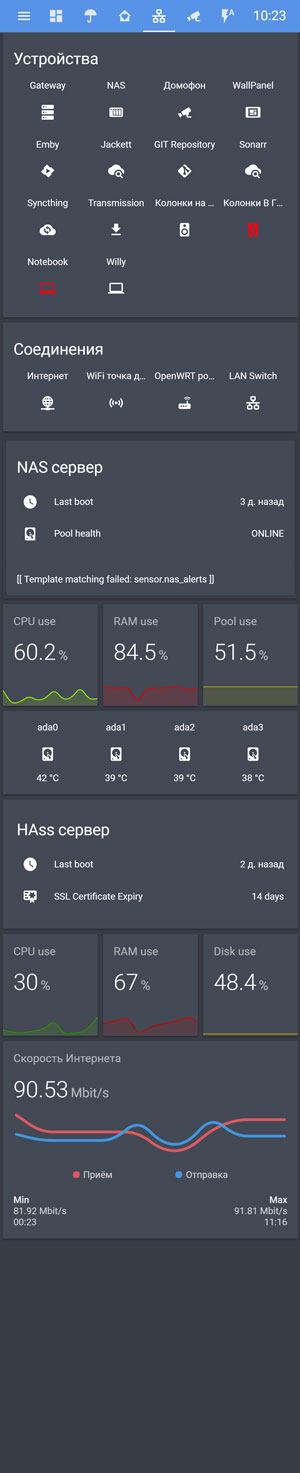 10:23
Устройства
Gateway NAS Домофон WallPanel
Emby Jackett GIT Repository Sonarr
Syncthing Transmission Колонки на ... Колонки В Г...
Notebook Willy
Соединения
Интернет WiFi точка д... OpenWRT ро... LAN Switch
NAS сервер
Last boot 3 д. назад
Pool health ONLINE
[[ Template matching failed: sensor.nas_alerts ]]
CPU use RAM use Pool use
60.2 % 84.5 % 51.5 %
ada0 ada1 ada2 ada3
42 °C 39 °C 39 °C 38 °C
HAss сервер
Last boot 2 д. назад
SSL Certificate Expiry 14 days
CPU use RAM use Disk use
30 % 67 % 48.4 %
Скорость Интернета
90.53 Mbit/s
Приём Отправка
Min Max
81.92 Mbit/s 91.81 Mbit/s
00:23 11:16